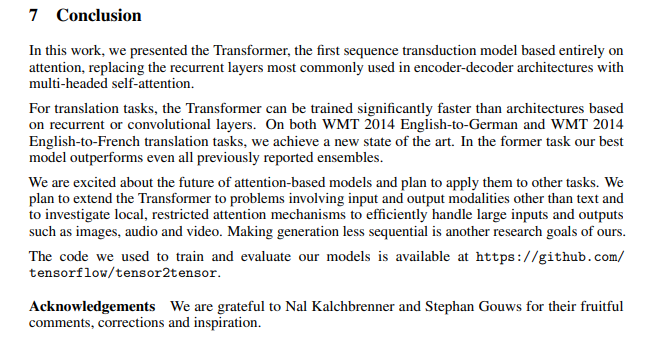 7 Conclusion
In this work, we presented the Transformer, the first sequence transduction model based entirely on
attention, replacing the recurrent layers most commonly used in encoder-decoder architectures with
multi-headed self-attention.
For translation tasks, the Transformer can be trained significantly faster than architectures based
on recurrent or convolutional layers. On both WMT 2014 English-to-German and WMT 2014
English-to-French translation tasks, we achieve a new state of the art. In the former task our best
model outperforms even all previously reported ensembles.
We are excited about the future of attention-based models and plan to apply them to other tasks. We
plan to extend the Transformer to problems involving input and output modalities other than text and
to investigate local, restricted attention mechanisms to efficiently handle large inputs and outputs
such as images, audio and video. Making generation less sequential is another research goals of ours.
The code we used to train and evaluate our models is available at https://github.com/
tensorflow/tensor2tensor.
Acknowledgements We are grateful to Nal Kalchbrenner and Stephan Gouws for their fruitful
comments, corrections and inspiration.